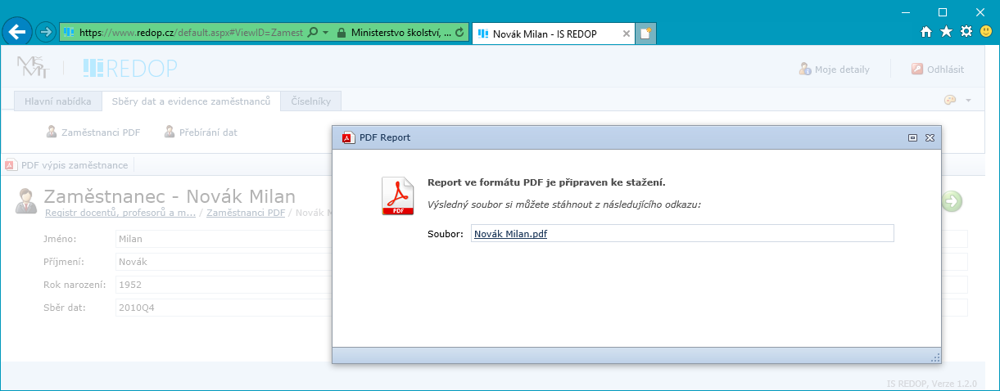 https://www.redop.cz/default.aspx#ViewID=Zamest
Ministerstvo školství, ...
Novák Milan - IS REDOP
MŠMT
REDOP
Moje detaily
Odhlásit
Hlavní nabídka
Sběry dat a evidence zaměstnanců
Číselníky
Zaměstnanci PDF
Přebírání dat
PDF výpis zaměstnance
Zaměstnanec - Novák Milan
Registr docentů, profesorů a m... / Zaměstnanci PDF / Novák M
Jméno: Milan
Příjmení: Novák
Rok narození: 1952
Sběr dat: 2010Q4
PDF Report
PDF
Report ve formátu PDF je připraven ke stažení.
Výsledný soubor si můžete stáhnout z následujícího odkazu:
Soubor: Novák Milan.pdf
IS REDOP, Verze 1.2.0